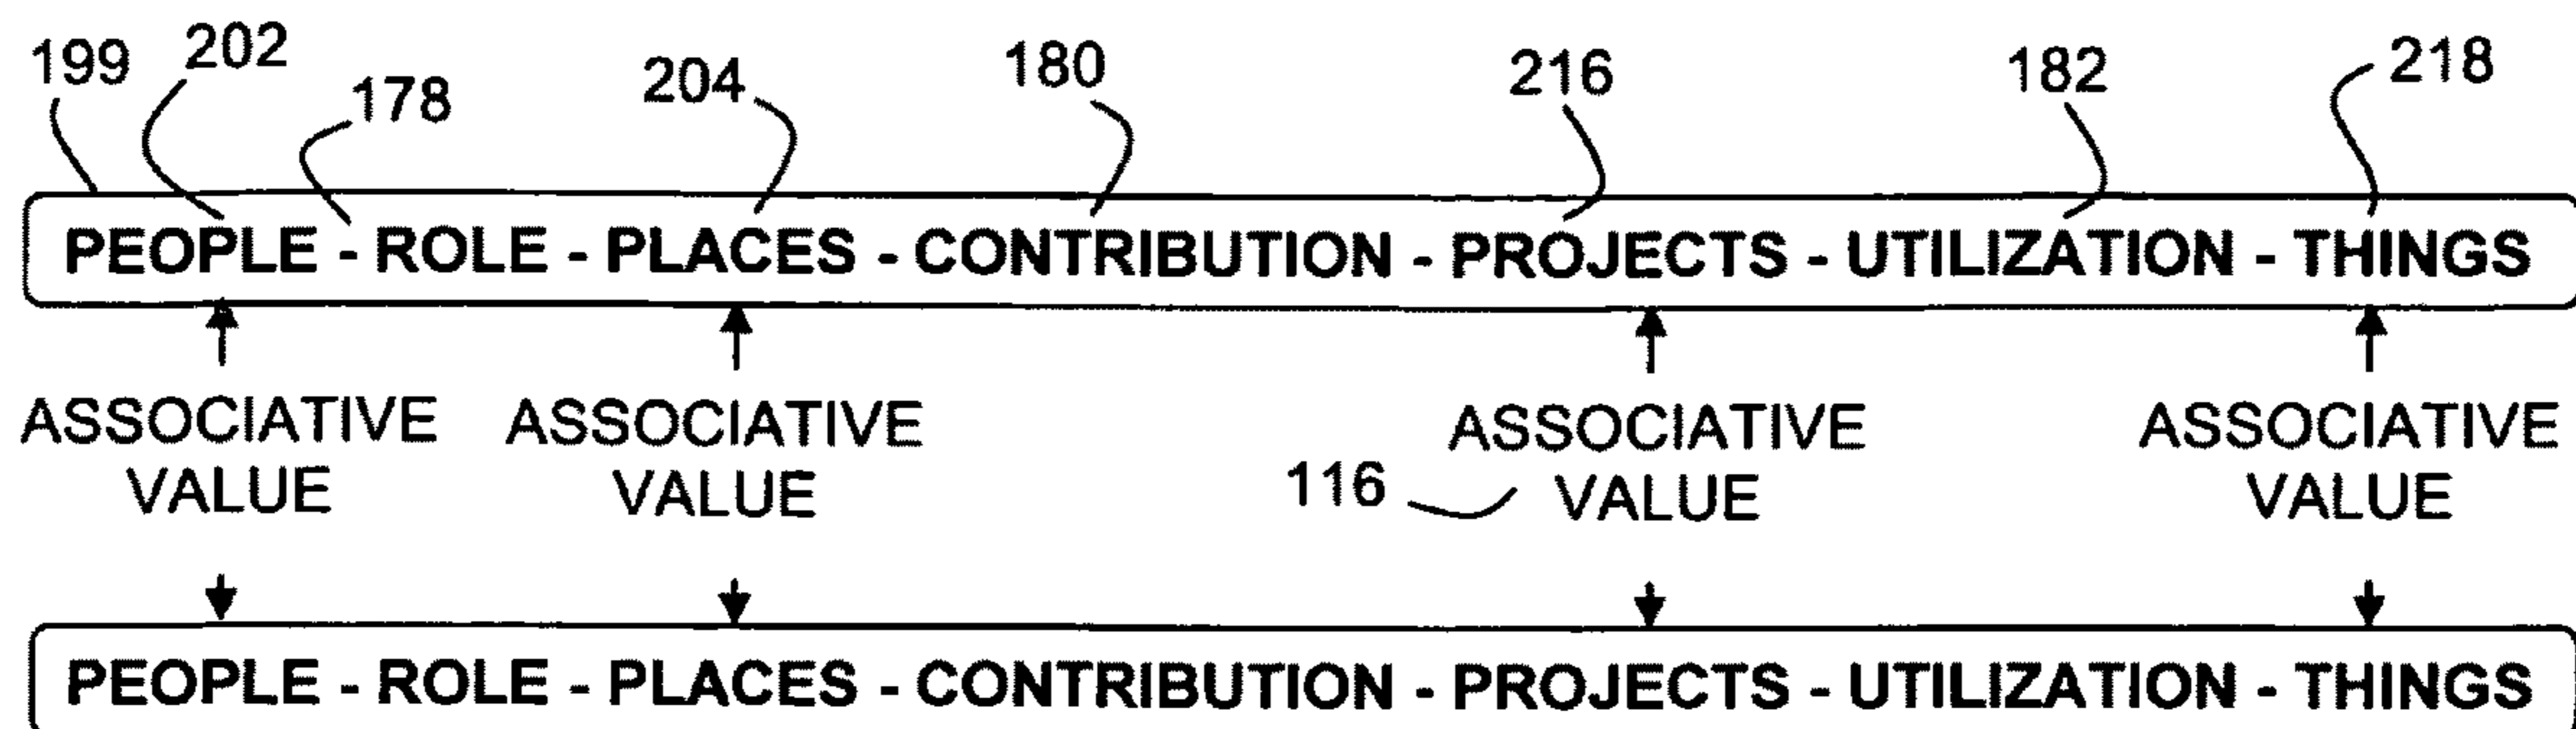 199 202 178 204 180 216 182 218
PEOPLE - ROLE - PLACES - CONTRIBUTION - PROJECTS - UTILIZATION - THINGS
ASSOCIATIVE ASSOCIATIVE ASSOCIATIVE ASSOCIATIVE
VALUE VALUE 116 VALUE VALUE
PEOPLE - ROLE - PLACES - CONTRIBUTION - PROJECTS - UTILIZATION - THINGS